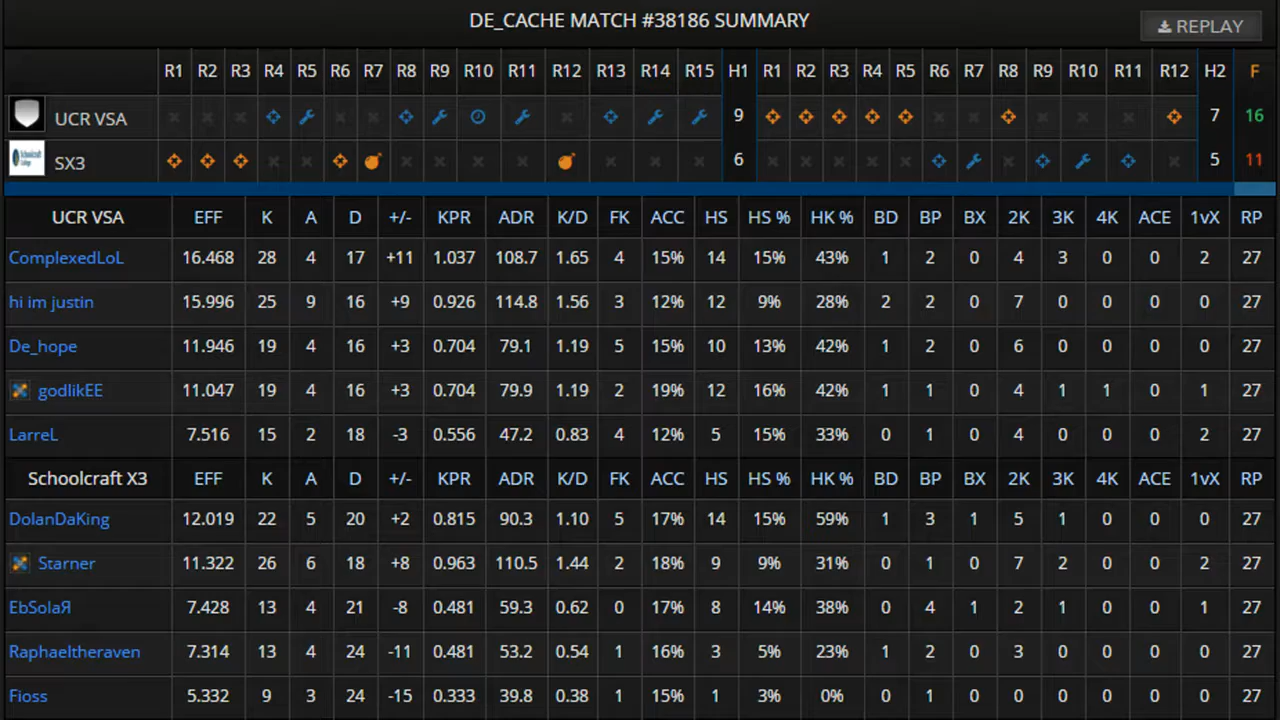 DE_CACHE MATCH #38186 SUMMARY
REPLAY
R1 R2 R3 R4 R5 R6 R7 R8 R9 R10 R11 R12 R13 R14 R15 H1 R1 R2 R3 R4 R5 R6 R7 R8 R9 R10 R11 R12 H2 F
UCR VSA 9 7 16
SX3 6 5 11
UCR VSA EFF K A D +/- KPR ADR K/D FK ACC HS HS % HK % BD BP BX 2K 3K 4K ACE 1vX RP
ComplexedLoL 16.468 28 4 17 +11 1.037 108.7 1.65 4 15% 14 15% 43% 1 2 0 4 3 0 0 2 27
hi im justin 15.996 25 9 16 +9 0.926 114.8 1.56 3 12% 12 9% 28% 2 2 0 7 0 0 0 0 27
De_hope 11.946 19 4 16 +3 0.704 79.1 1.19 5 15% 10 13% 42% 1 2 0 6 0 0 0 0 27
godlikEE 11.047 19 4 16 +3 0.704 79.9 1.19 2 19% 12 16% 42% 1 1 0 4 1 1 0 1 27
LarreL 7.516 15 2 18 -3 0.556 47.2 0.83 4 12% 5 15% 33% 0 1 0 4 0 0 0 2 27
Schoolcraft X3 EFF K A D +/- KPR ADR K/D FK ACC HS HS % HK % BD BP BX 2K 3K 4K ACE 1vX RP
DolanDaKing 12.019 22 5 20 +2 0.815 90.3 1.10 5 17% 14 15% 59% 1 3 1 5 1 0 0 0 27
Starner 11.322 26 6 18 +8 0.963 110.5 1.44 2 18% 9 9% 31% 0 1 0 7 2 0 0 2 27
EbSolaЯ 7.428 13 4 21 -8 0.481 59.3 0.62 0 17% 8 14% 38% 0 4 1 2 1 0 0 1 27
Raphaeltheraven 7.314 13 4 24 -11 0.481 53.2 0.54 1 16% 3 5% 23% 1 2 0 3 0 0 0 0 27
Fioss 5.332 9 3 24 -15 0.333 39.8 0.38 1 15% 1 3% 0% 0 1 0 0 0 0 0 0 27